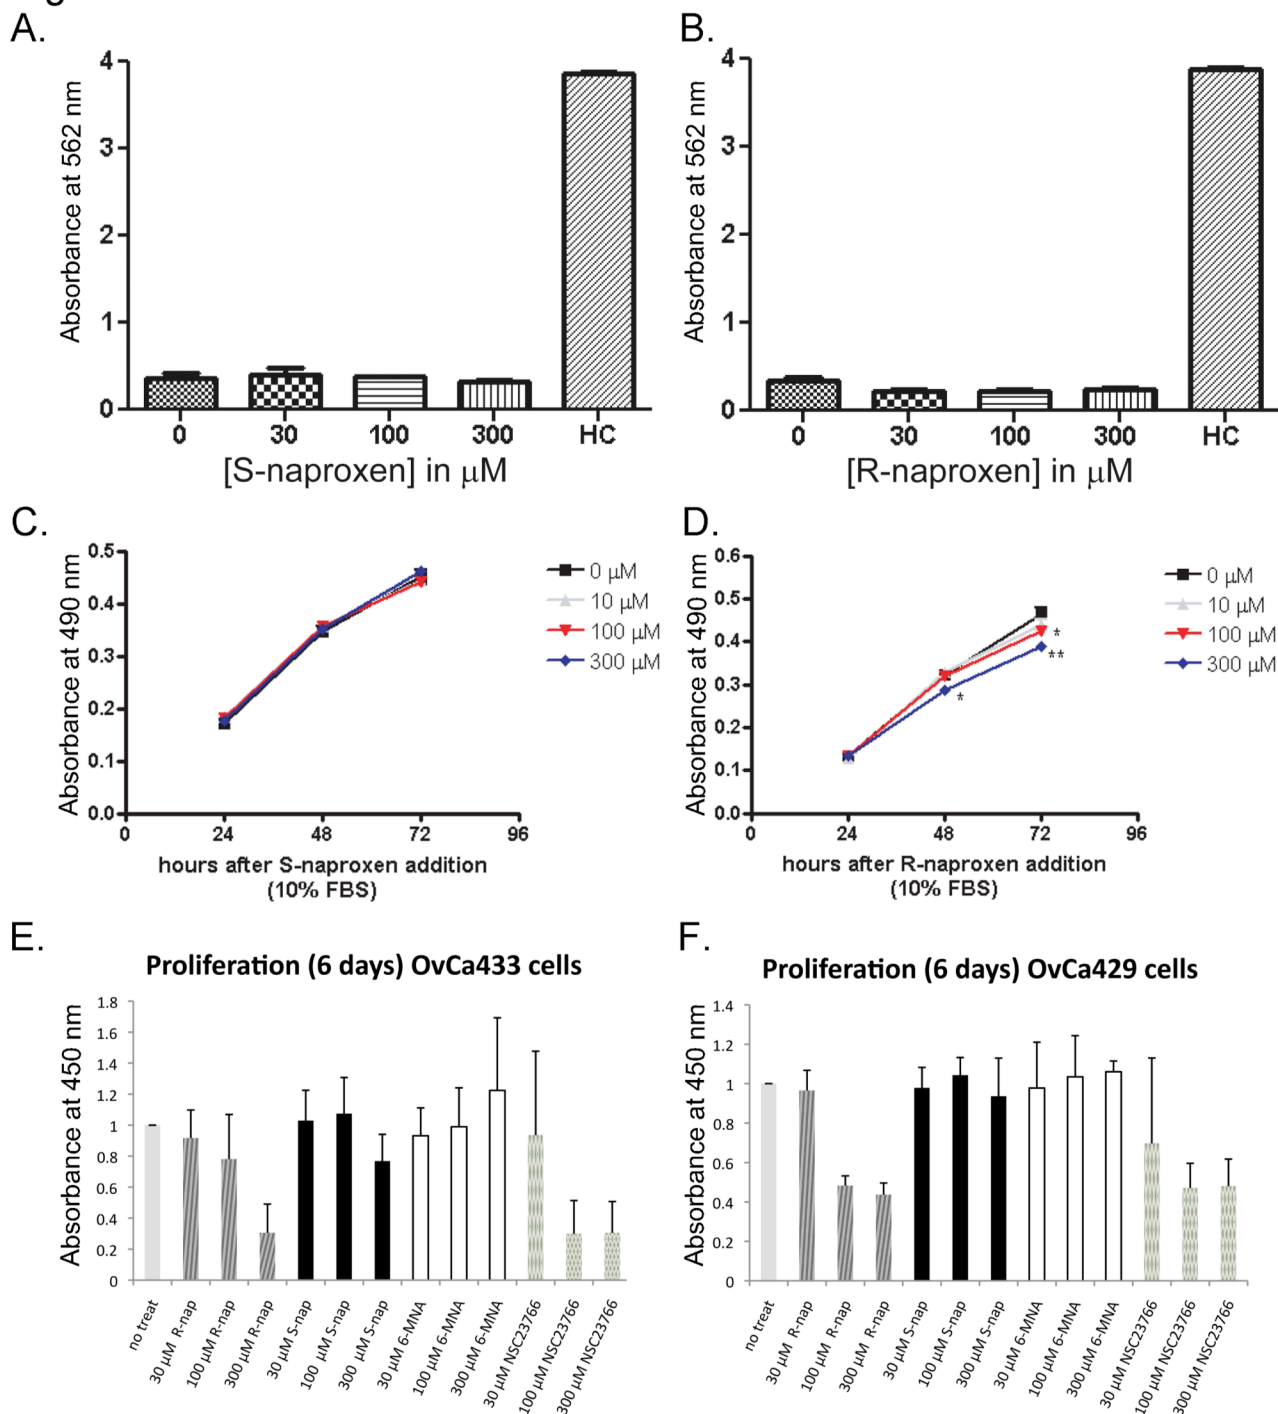 A.
Absorbance at 562 nm
4
3
2
1
0
0 30 100 300 HC
[S-naproxen] in μM
B.
Absorbance at 562 nm
4
3
2
1
0
0 30 100 300 HC
[R-naproxen] in μM
C.
Absorbance at 490 nm
0.5
0.4
0.3
0.2
0.1
0.0
0 24 48 72 96
hours after S-naproxen addition
(10% FBS)
0 μM
10 μM
100 μM
300 μM
D.
Absorbance at 490 nm
0.6
0.5
0.4
0.3
0.2
0.1
0.0
*
**
*
0 24 48 72 96
hours after R-naproxen addition
(10% FBS)
0 μM
10 μM
100 μM
300 μM
E.
Proliferation (6 days) OvCa433 cells
Absorbance at 450 nm
1.8
1.6
1.4
1.2
1
0.8
0.6
0.4
0.2
0
no treat
30 μM R-nap
100 μM R-nap
300 μM R-nap
30 μM S-nap
100 μM S-nap
300 μM S-nap
30 μM 6-MNA
100 μM 6-MNA
300 μM 6-MNA
30 μM NSC23766
100 μM NSC23766
300 μM NSC23766
F.
Proliferation (6 days) OvCa429 cells
Absorbance at 450 nm
1.4
1.2
1
0.8
0.6
0.4
0.2
0
no treat
30 μM R-nap
100 μM R-nap
300 μM R-nap
30 μM S-nap
100 μM S-nap
300 μM S-nap
30 μM 6-MNA
100 μM 6-MNA
300 μM 6-MNA
30 μM NSC23766
100 μM NSC23766
300 μM NSC23766